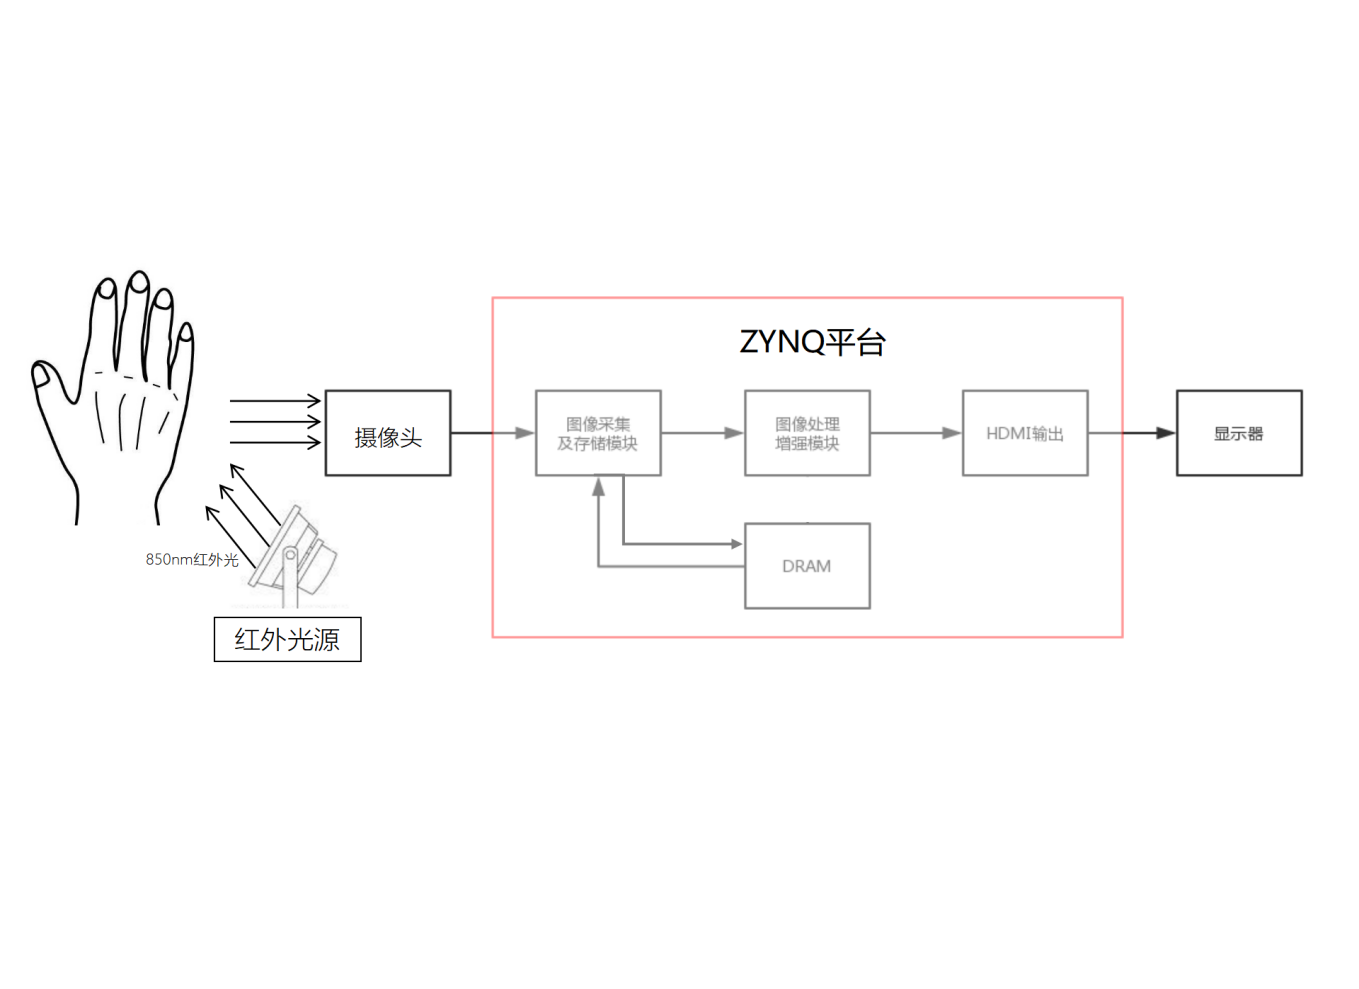 ZYNQ平台
摄像头
图像采集
及存储模块
图像处理
增强模块
HDMI输出
显示器
850nm红外光
DRAM
红外光源